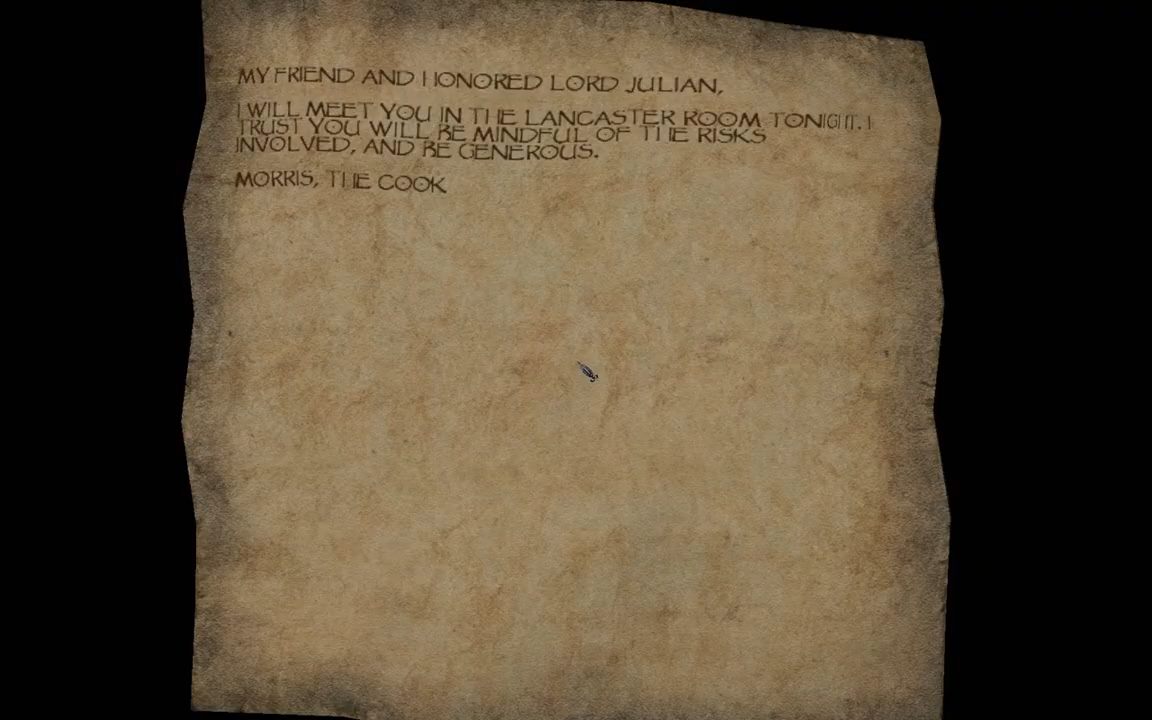 MY FRIEND AND HONORED LORD JULIAN,
I WILL MEET YOU IN THE LANCASTER ROOM TONIGHT. I
TRUST YOU WILL BE MINDFUL OF THE RISKS
INVOLVED, AND BE GENEROUS.
MORRIS, THE COOK